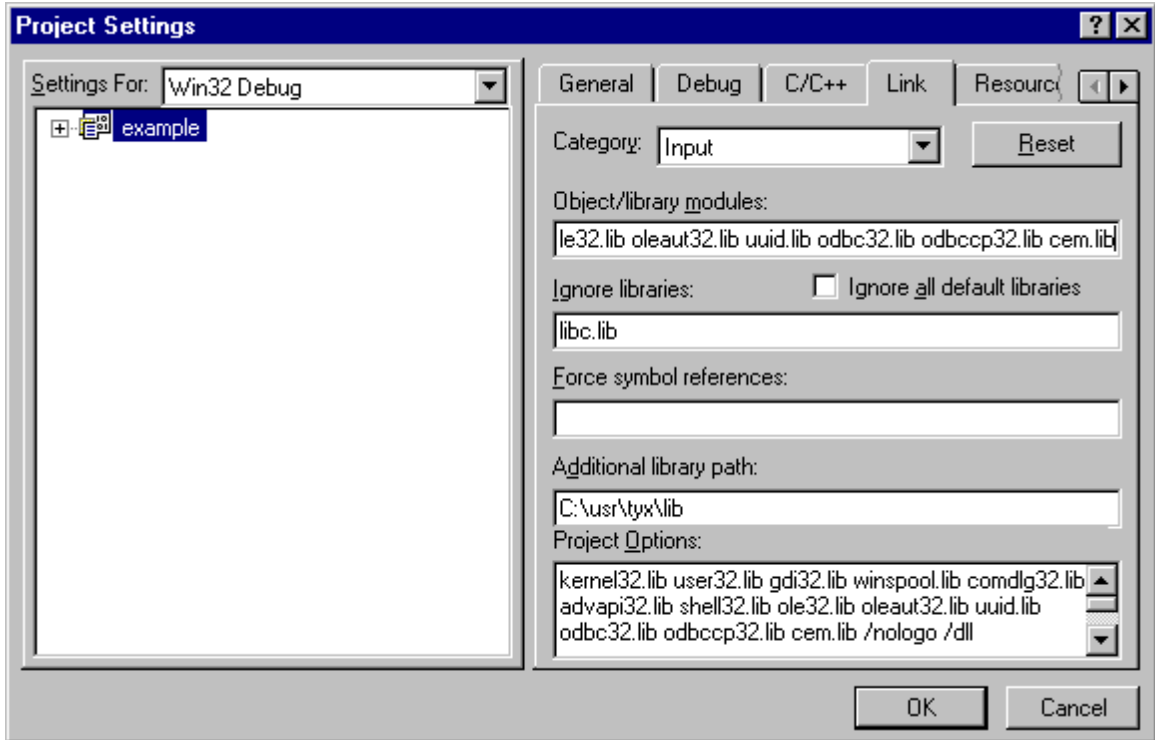 Project Settings
Settings For: Win32 Debug
example
General Debug C/C++ Link Resourc
Category: Input Reset
Object/library modules:
le32.lib oleaut32.lib uuid.lib odbc32.lib odbccp32.lib cem.lib
Ignore libraries: Ignore all default libraries
libc.lib
Force symbol references:
Additional library path:
C:\usr\tyx\lib
Project Options:
kernel32.lib user32.lib gdi32.lib winspool.lib comdlg32.lib
advapi32.lib shell32.lib ole32.lib oleaut32.lib uuid.lib
odbc32.lib odbccp32.lib cem.lib /nologo /dll
OK Cancel